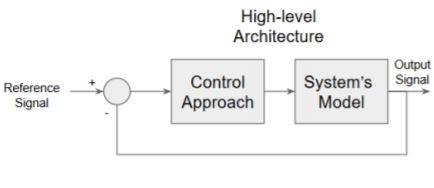 High-level
Architecture
Output
Signal
Reference
Signal
+
-
Control
Approach
System's
Model